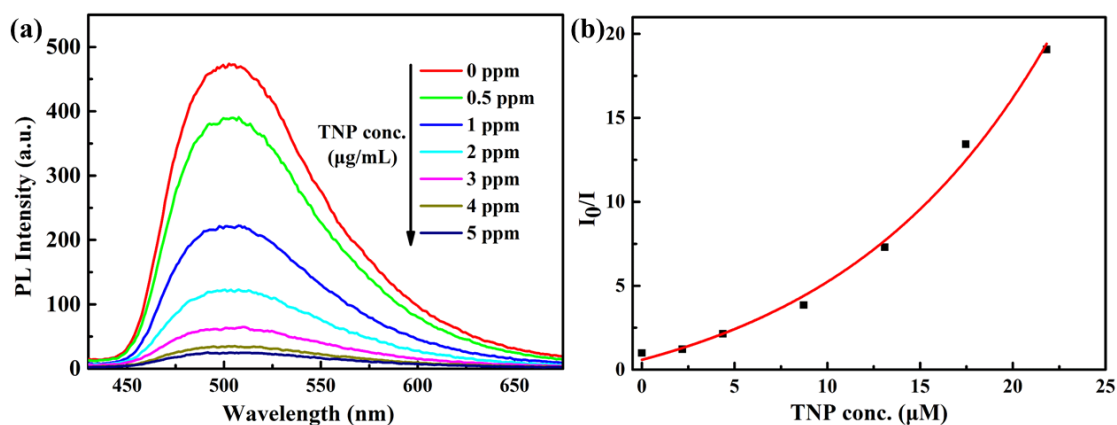 (a)
PL Intensity (a.u.)
500
400
300
200
100
0
450
500
550
600
650
Wavelength (nm)
TNP conc.
(μg/mL)
0 ppm
0.5 ppm
1 ppm
2 ppm
3 ppm
4 ppm
5 ppm
(b)
I0/I
20
15
10
5
0
0
5
10
15
20
25
TNP conc. (μM)